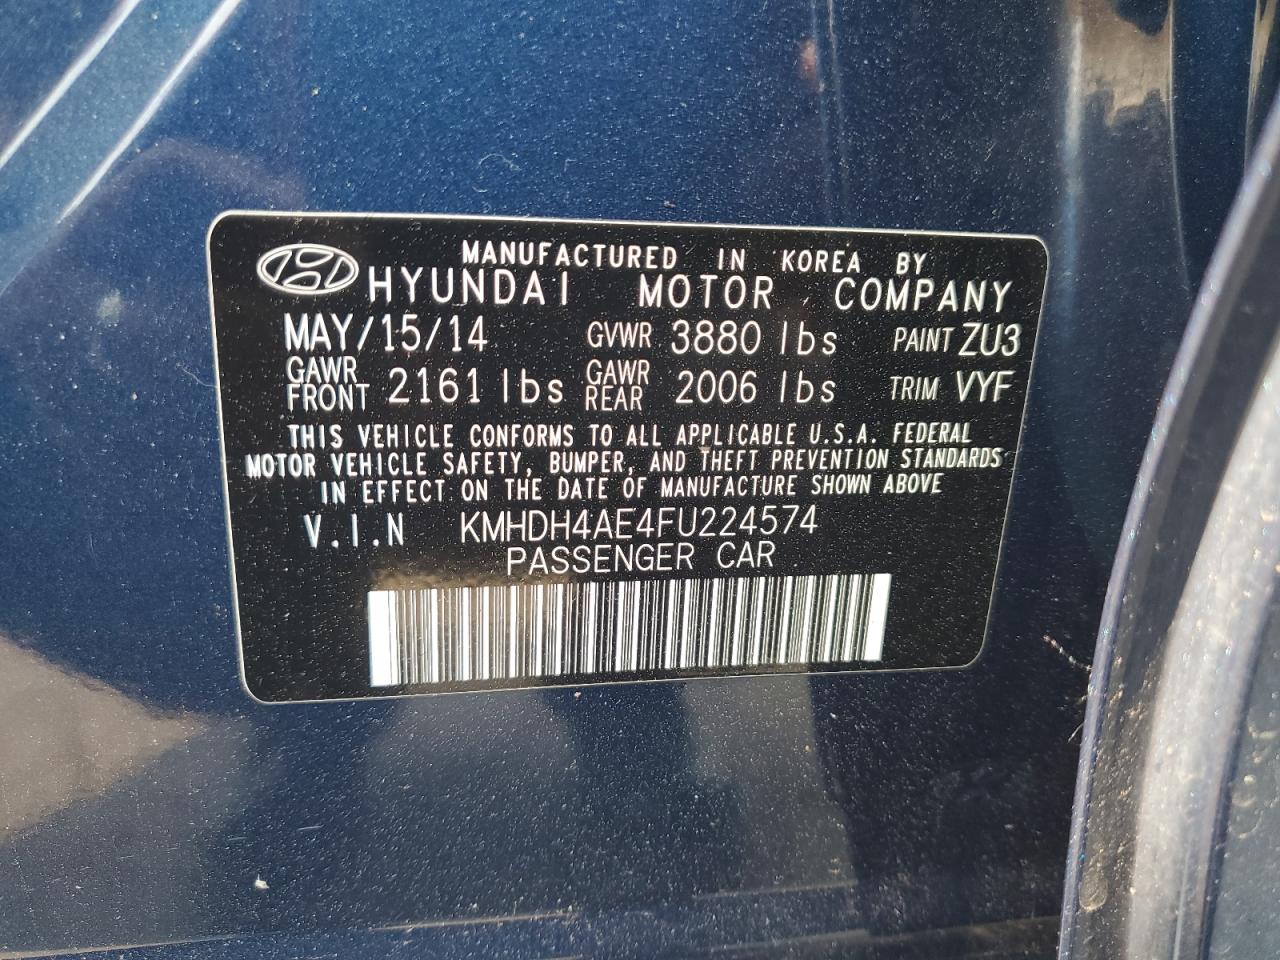 MANUFACTURED IN KOREA BY
HYUNDAI MOTOR COMPANY
MAY/15/14 GVWR 3880 lbs PAINT ZU3
GAWR FRONT 2161 lbs GAWR REAR 2006 lbs TRIM VYF
THIS VEHICLE CONFORMS TO ALL APPLICABLE U.S.A. FEDERAL
MOTOR VEHICLE SAFETY, BUMPER, AND THEFT PREVENTION STANDARDS
IN EFFECT ON THE DATE OF MANUFACTURE SHOWN ABOVE
V.I.N KMHDH4AE4FU224574
PASSENGER CAR